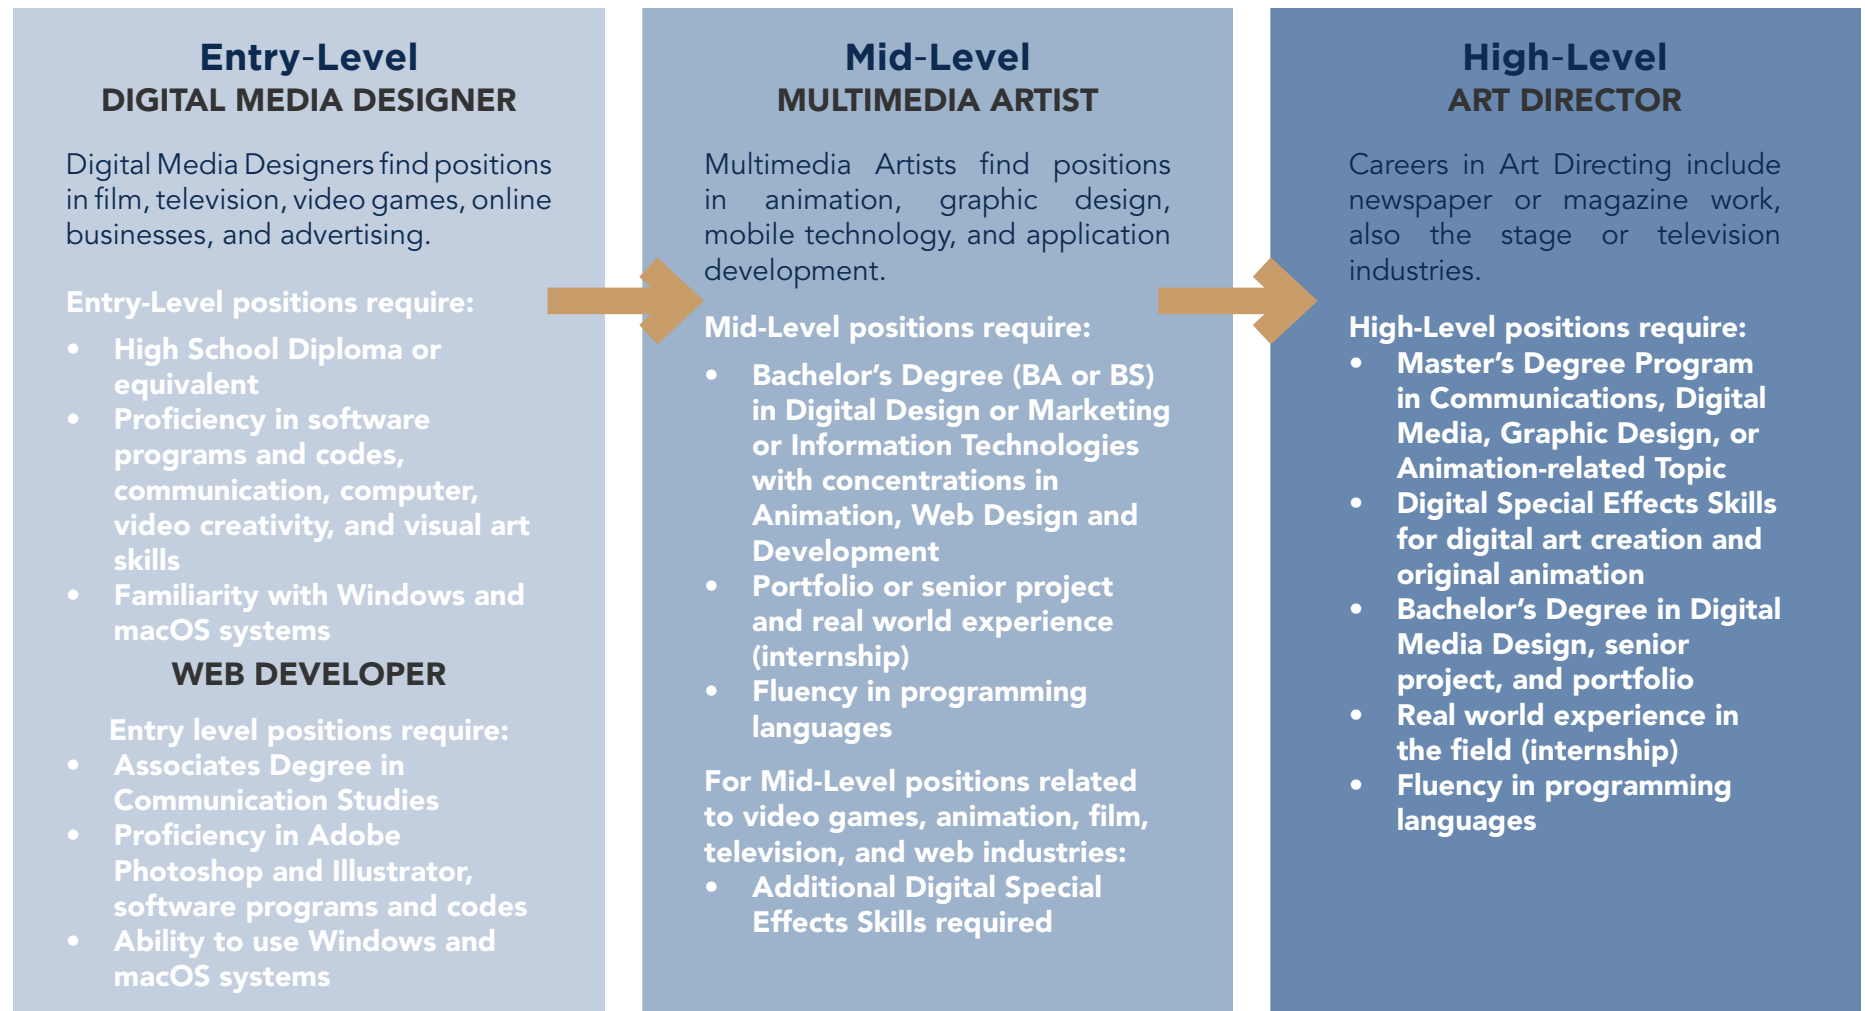 Entry-Level
DIGITAL MEDIA DESIGNER
Digital Media Designers find positions
in film, television, video games, online
businesses, and advertising.
Entry-Level positions require:
• High School Diploma or
equivalent
• Proficiency in software
programs and codes,
communication, computer,
video creativity, and visual art
skills
• Familiarity with Windows and
macOS systems
WEB DEVELOPER
Entry level positions require:
• Associates Degree in
Communication Studies
• Proficiency in Adobe
Photoshop and Illustrator,
software programs and codes
• Ability to use Windows and
macOS systems
Mid-Level
MULTIMEDIA ARTIST
Multimedia Artists find positions
in animation, graphic design,
mobile technology, and application
development.
Mid-Level positions require:
• Bachelor's Degree (BA or BS)
in Digital Design or Marketing
or Information Technologies
with concentrations in
Animation, Web Design and
Development
• Portfolio or senior project
and real world experience
(internship)
• Fluency in programming
languages
For Mid-Level positions related
to video games, animation, film,
television, and web industries:
• Additional Digital Special
Effects Skills required
High-Level
ART DIRECTOR
Careers in Art Directing include
newspaper or magazine work,
also the stage or television
industries.
High-Level positions require:
• Master's Degree Program
in Communications, Digital
Media, Graphic Design, or
Animation-related Topic
• Digital Special Effects Skills
for digital art creation and
original animation
• Bachelor's Degree in Digital
Media Design, senior
project, and portfolio
• Real world experience in
the field (internship)
• Fluency in programming
languages